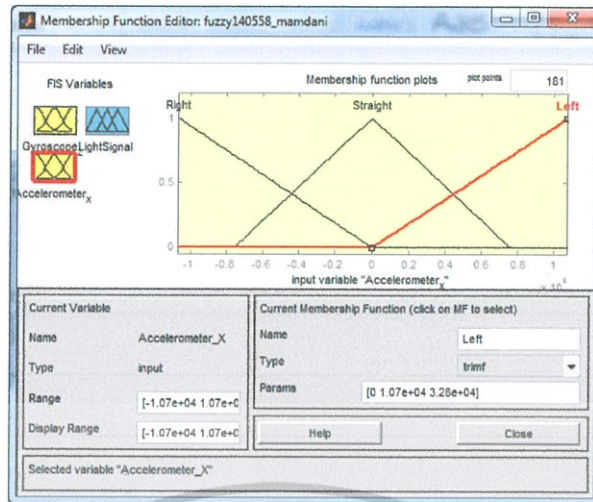 Membership Function Editor: fuzzy140558_mamdani
File Edit View
FIS Variables
Membership function plots
plot points
181
Right Straight Left
LightSignal
Accelerometer_X
1
0.5
0
-1 -0.8 -0.6 -0.4 -0.2 0 0.2 0.4 0.6 0.8 1
input variable "Accelerometer_X"
Current Variable
Name Accelerometer_X
Type input
Range [-1.07e+04 1.07e+0
Display Range [-1.07e+04 1.07e+0
Current Membership Function (click on MF to select)
Name Left
Type trimf
Params [0 1.07e+04 3.28e+04]
Help Close
Selected variable "Accelerometer_X"